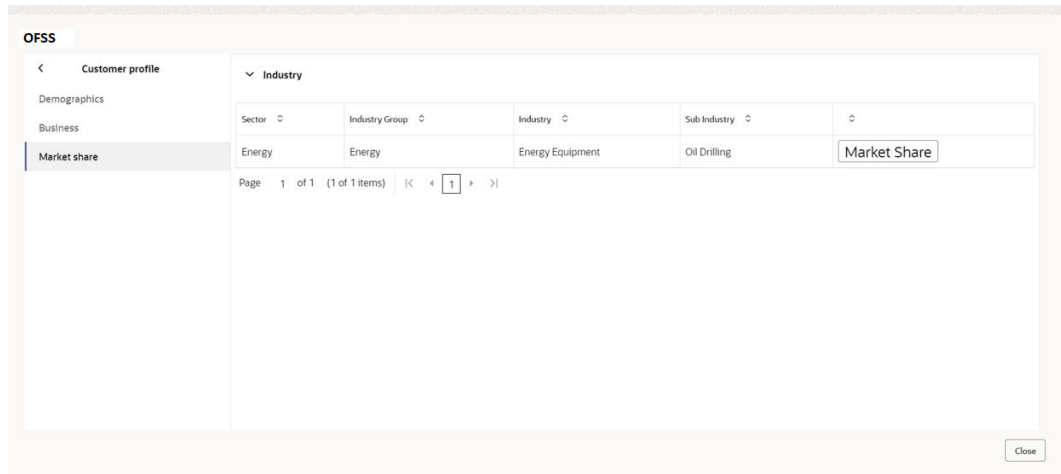 OFSS
Customer profile
Demographics
Business
Market share
Industry
Sector Industry Group Industry Sub Industry
Energy Energy Energy Equipment Oil Drilling Market Share
Page 1 of 1 (1 of 1 items) 1
Close